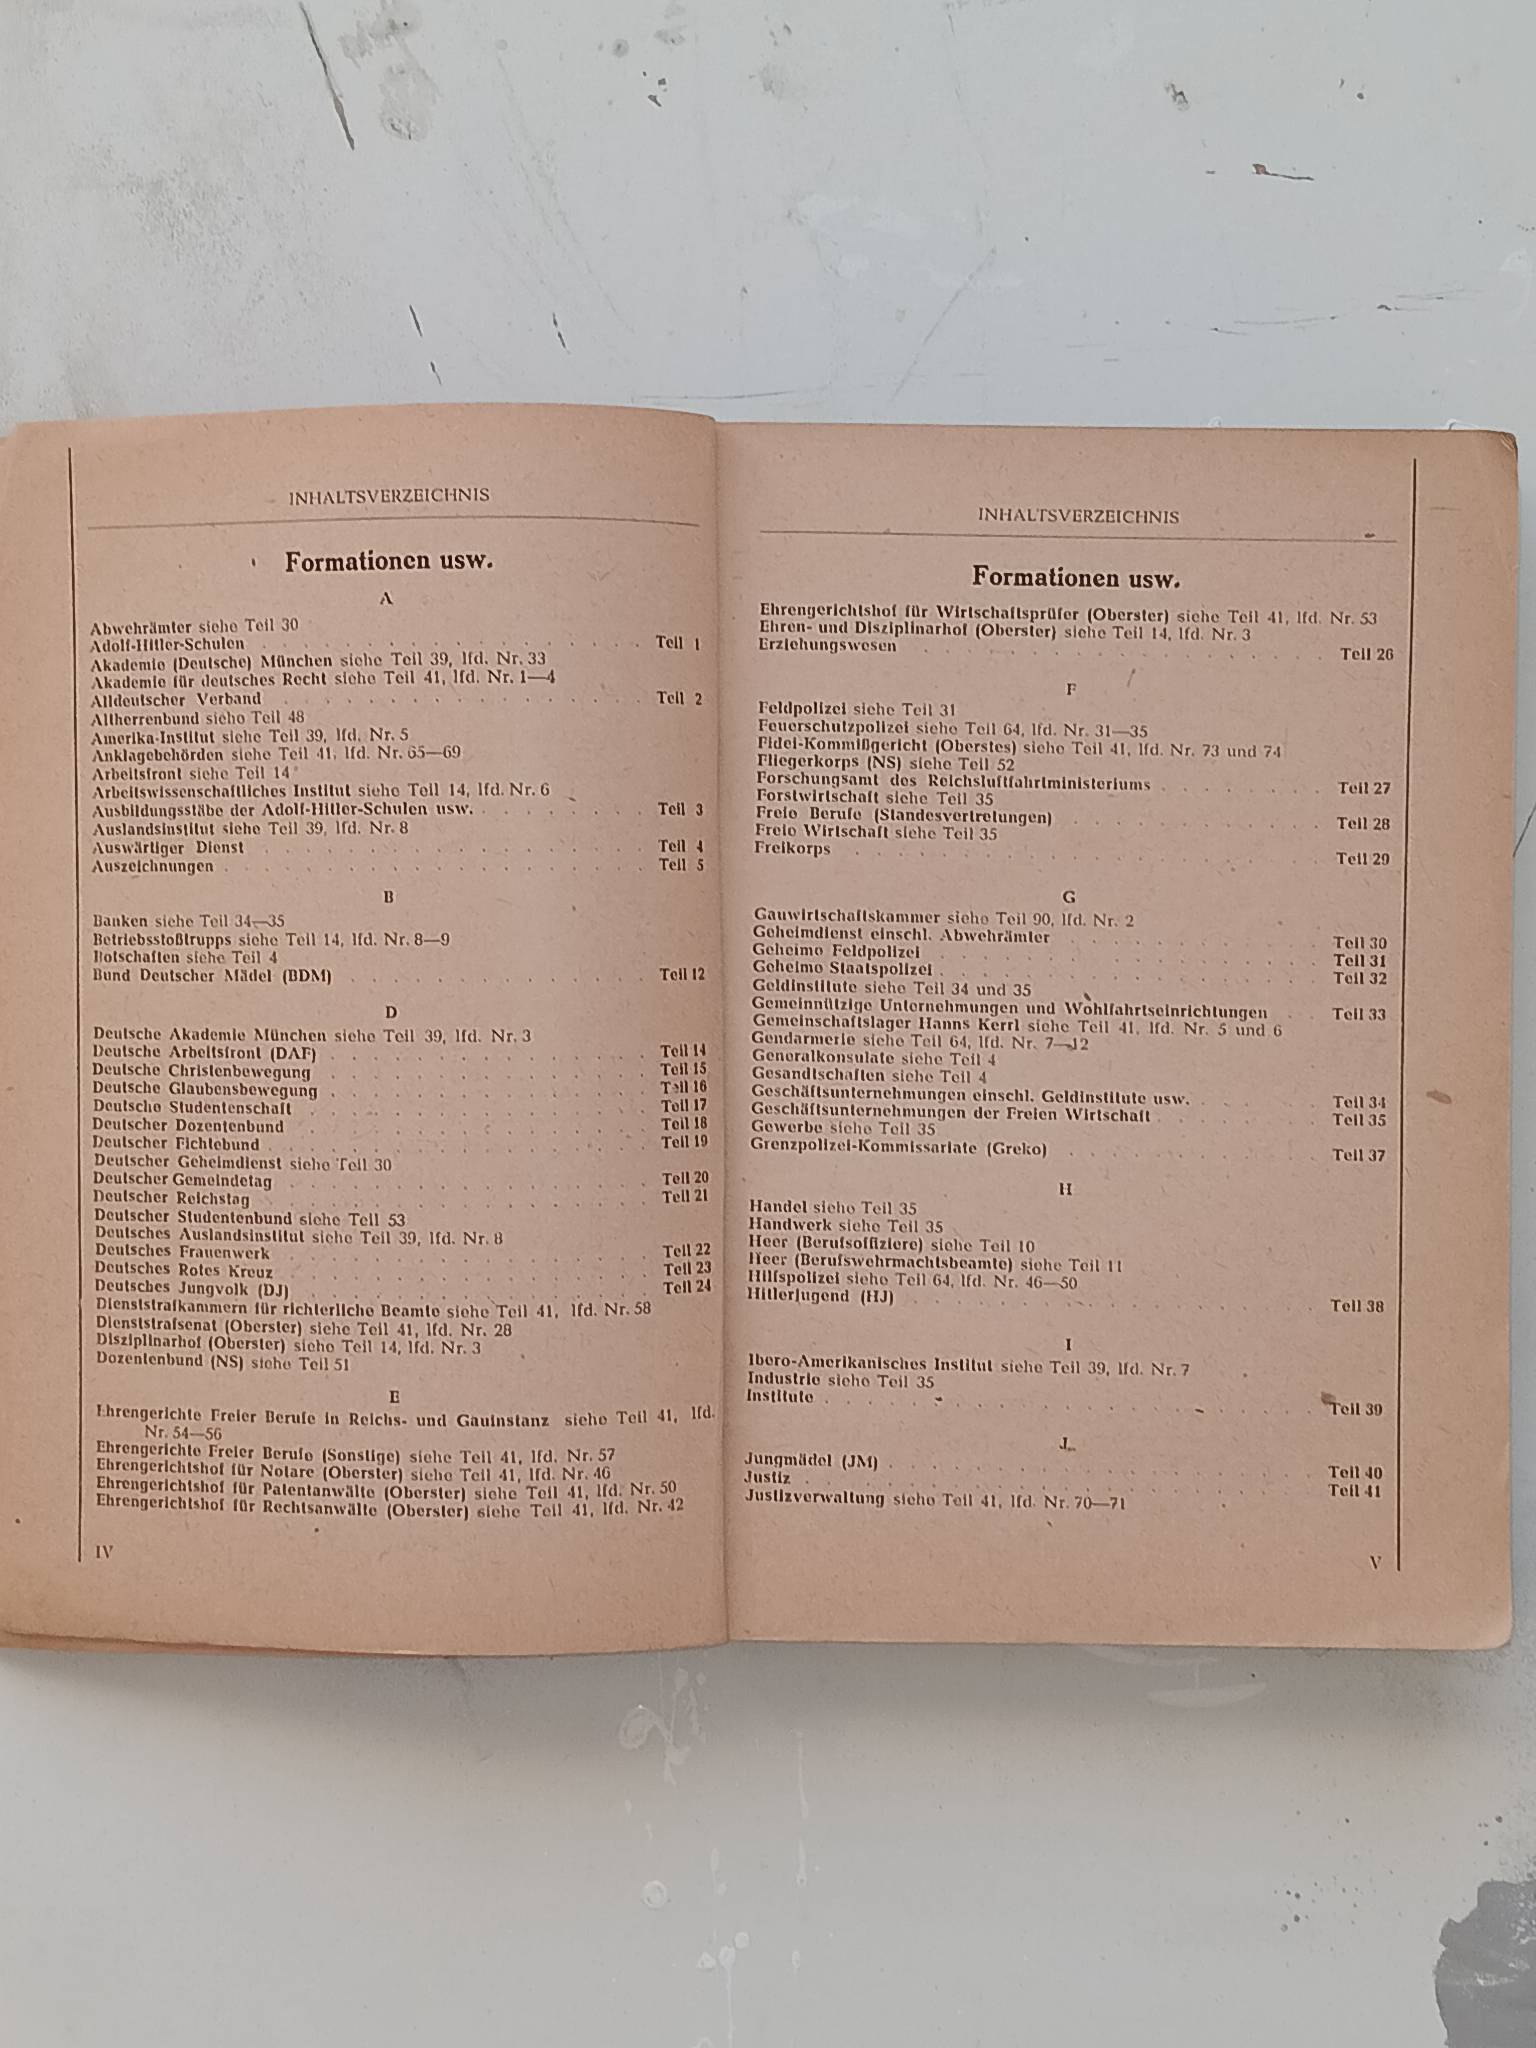 INHALTSVERZEICHNIS
Formationen usw.
A
Abwehrämter siehe Teil 30
Adolf-Hitler-Schulen . . . . . . . . . . . . . . . . . . . . Teil 1
Akademie (Deutsche) München siehe Teil 39, lfd. Nr. 33
Akademie für deutsches Recht siehe Teil 41, lfd. Nr. 1—4
Alldeutscher Verband . . . . . . . . . . . . . . . . . . . . Teil 2
Altherrenbund siehe Teil 48
Amerika-Institut siehe Teil 39, lfd. Nr. 5
Anklagebehörden siehe Teil 41, lfd. Nr. 65—69
Arbeitsfront siehe Teil 14
Arbeitswissenschaftliches Institut siehe Teil 14, lfd. Nr. 6
Ausbildungsstäbe der Adolf-Hitler-Schulen usw. . . . . . . . . . Teil 3
Auslandsinstitut siehe Teil 39, lfd. Nr. 8
Auswärtiger Dienst . . . . . . . . . . . . . . . . . . . . Teil 4
Auszeichnungen . . . . . . . . . . . . . . . . . . . . Teil 5
B
Banken siehe Teil 34—35
Betriebsstoßtrupps siehe Teil 14, lfd. Nr. 8—9
Botschaften siehe Teil 4
Bund Deutscher Mädel (BDM) . . . . . . . . . . . . . . . Teil 12
D
Deutsche Akademie München siehe Teil 39, lfd. Nr. 3
Deutsche Arbeitsfront (DAF) . . . . . . . . . . . . . . . Teil 14
Deutsche Christenbewegung . . . . . . . . . . . . . . . Teil 15
Deutsche Glaubensbewegung . . . . . . . . . . . . . . . Teil 16
Deutsche Studentenschaft . . . . . . . . . . . . . . . Teil 17
Deutscher Dozentenbund . . . . . . . . . . . . . . . Teil 18
Deutscher Fichtebund . . . . . . . . . . . . . . . Teil 19
Deutscher Geheimdienst siehe Teil 30
Deutscher Gemeindetag . . . . . . . . . . . . . . . Teil 20
Deutscher Reichstag . . . . . . . . . . . . . . . Teil 21
Deutscher Studentenbund siehe Teil 53
Deutsches Auslandsinstitut siehe Teil 39, lfd. Nr. 8
Deutsches Frauenwerk . . . . . . . . . . . . . . . Teil 22
Deutsches Rotes Kreuz . . . . . . . . . . . . . . . Teil 23
Deutsches Jungvolk (DJ) . . . . . . . . . . . . . . . Teil 24
Dienststrafkammern für richterliche Beamte siehe Teil 41, lfd. Nr. 58
Dienststrafsenat (Oberster) siehe Teil 41, lfd. Nr. 28
Disziplinarhof (Oberster) siehe Teil 14, lfd. Nr. 3
Dozentenbund (NS) siehe Teil 51
E
Ehrengerichte Freier Berufe in Reichs- und Gauinstanz siehe Teil 41, lfd.
Nr. 54—56
Ehrengerichte Freier Berufe (Sonstige) siehe Teil 41, lfd. Nr. 57
Ehrengerichtshof für Notare (Oberster) siehe Teil 41, lfd. Nr. 46
Ehrengerichtshof für Patentanwälte (Oberster) siehe Teil 41, lfd. Nr. 50
Ehrengerichtshof für Rechtsanwälte (Oberster) siehe Teil 41, lfd. Nr. 42
IV
INHALTSVERZEICHNIS
Formationen usw.
Ehrengerichtshof für Wirtschaftsprüfer (Oberster) siehe Teil 41, lfd. Nr. 53
Ehren- und Disziplinarhof (Oberster) siehe Teil 14, lfd. Nr. 3
Erziehungswesen . . . . . . . . . . . . . . . . . . Teil 26
F
Feldpolizei siehe Teil 31
Feuerschutzpolizei siehe Teil 64, lfd. Nr. 31—35
Fidei-Kommißgericht (Oberstes) siehe Teil 41, lfd. Nr. 73 und 74
Fliegerkorps (NS) siehe Teil 52
Forschungsamt des Reichsluftfahrtministeriums . . . . . . . . Teil 27
Forstwirtschaft siehe Teil 35
Freie Berufe (Standesvertretungen) . . . . . . . . . . . . Teil 28
Freie Wirtschaft siehe Teil 35
Freikorps . . . . . . . . . . . . . . . . . . . . Teil 29
G
Gauwirtschaftskammer siehe Teil 90, lfd. Nr. 2
Geheimdienst einschl. Abwehrämter . . . . . . . . . . . . Teil 30
Geheime Feldpolizei . . . . . . . . . . . . . . . . . Teil 31
Geheime Staatspolizei . . . . . . . . . . . . . . . . . Teil 32
Geldinstitute siehe Teil 34 und 35
Gemeinnützige Unternehmungen und Wohlfahrtseinrichtungen . . Teil 33
Gemeinschaftslager Hanns Kerrl siehe Teil 41, lfd. Nr. 5 und 6
Gendarmerie siehe Teil 64, lfd. Nr. 7—12
Generalkonsulate siehe Teil 4
Gesandtschaften siehe Teil 4
Geschäftsunternehmungen einschl. Geldinstitute usw. . . . . . . Teil 34
Geschäftsunternehmungen der Freien Wirtschaft . . . . . . . . Teil 35
Gewerbe siehe Teil 35
Grenzpolizei-Kommissariate (Greko) . . . . . . . . . . . . Teil 37
H
Handel siehe Teil 35
Handwerk siehe Teil 35
Heer (Berufsoffiziere) siehe Teil 10
Heer (Berufswehrmachtsbeamte) siehe Teil 11
Hilfspolizei siehe Teil 64, lfd. Nr. 46—50
Hitlerjugend (HJ) . . . . . . . . . . . . . . . . . . Teil 38
I
Ibero-Amerikanisches Institut siehe Teil 39, lfd. Nr. 7
Industrie siehe Teil 35
Institute . . . . . . . . . . . . . . . . . . . . Teil 39
J
Jungmädel (JM) . . . . . . . . . . . . . . . . . . . Teil 40
Justiz . . . . . . . . . . . . . . . . . . . . . Teil 41
Justizverwaltung siehe Teil 41, lfd. Nr. 70—71
V